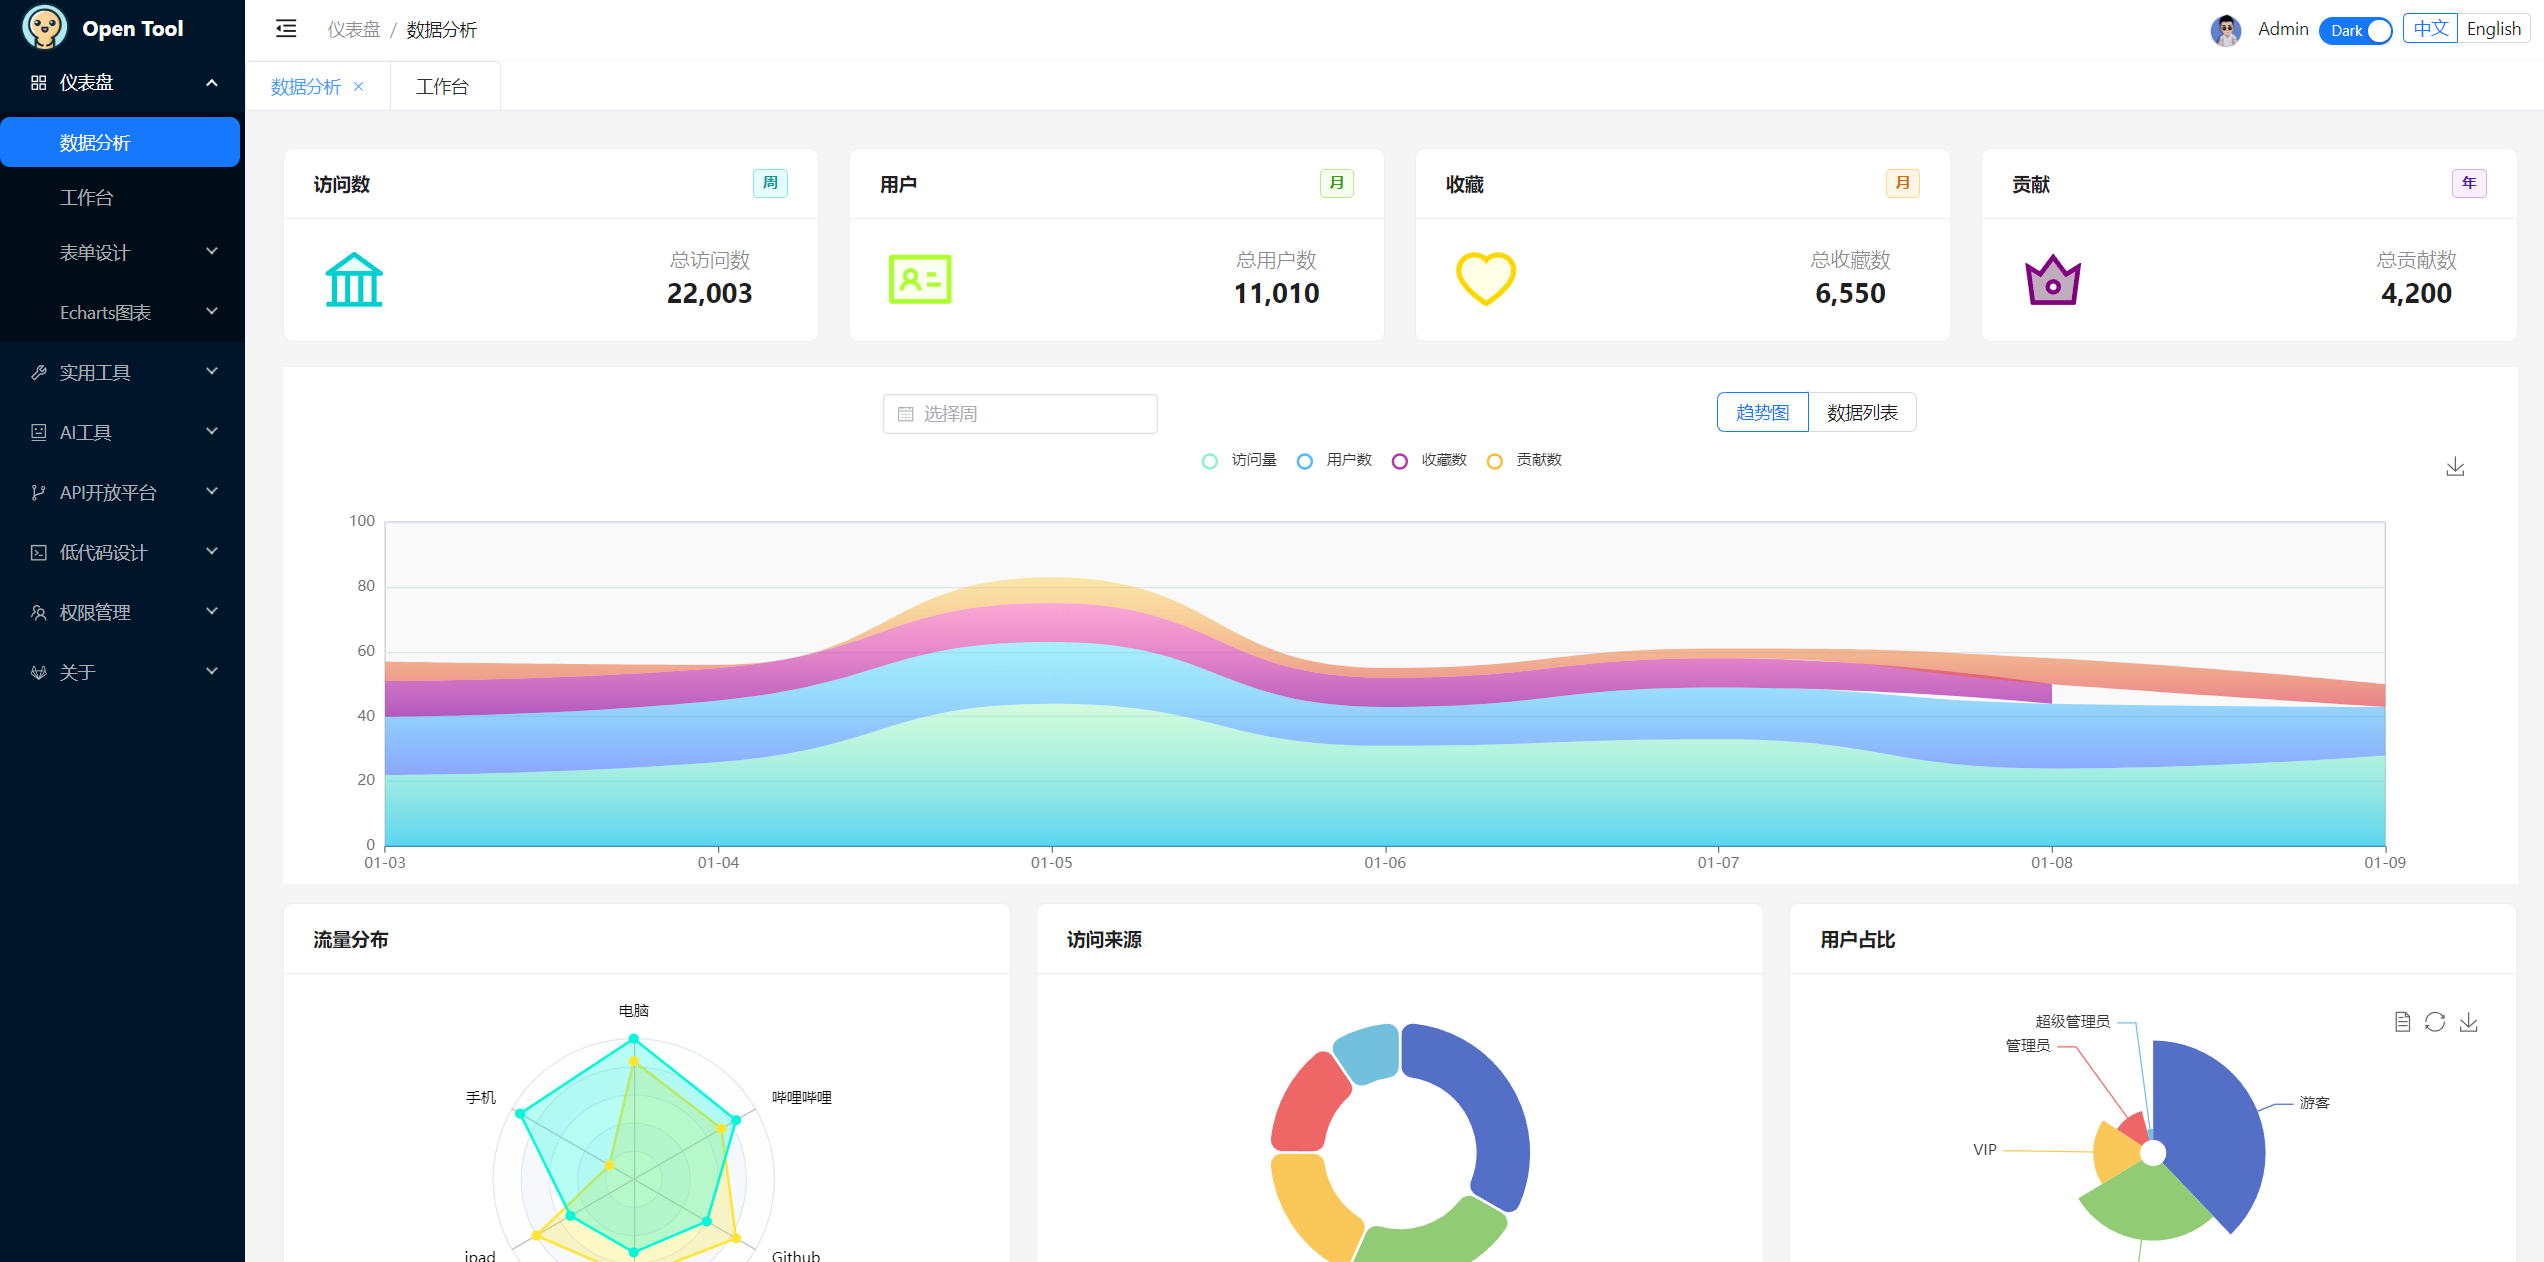 Open Tool
仪表盘
数据分析
工作台
表单设计
Echarts图表
实用工具
AI工具
API开放平台
低代码设计
权限管理
关于
仪表盘 / 数据分析
Admin
Dark
中文
English
数据分析
工作台
访问数
周
总访问数
22,003
用户
月
总用户数
11,010
收藏
月
总收藏数
6,550
贡献
年
总贡献数
4,200
选择周
趋势图
数据列表
访问量
用户数
收藏数
贡献数
100
80
60
40
20
0
01-03
01-04
01-05
01-06
01-07
01-08
01-09
流量分布
电脑
手机
哔哩哔哩
ipad
Github
访问来源
用户占比
超级管理员
管理员
游客
VIP